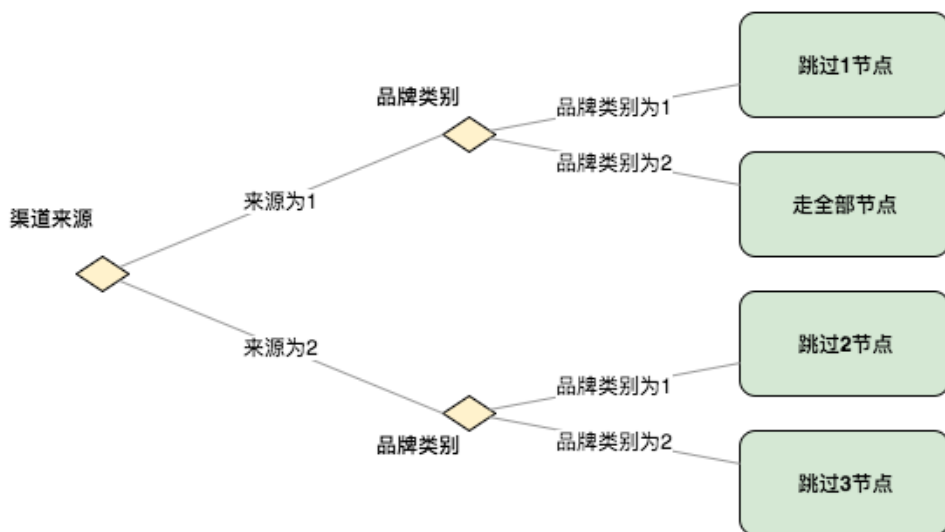 渠道来源
来源为1
来源为2
品牌类别
品牌类别为1
跳过1节点
品牌类别为2
走全部节点
品牌类别
品牌类别为1
跳过2节点
品牌类别为2
跳过3节点